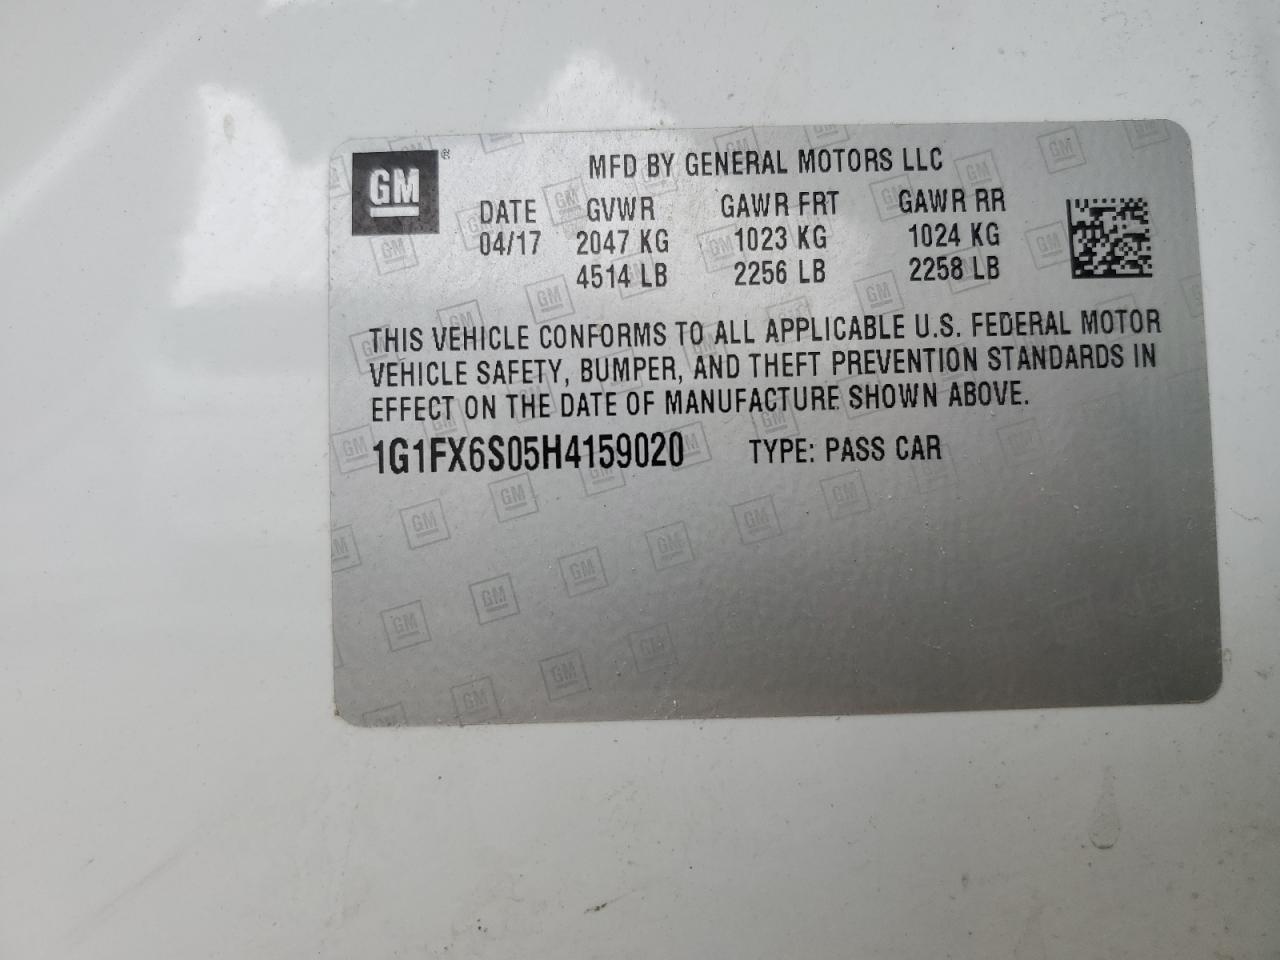 GM®
MFD BY GENERAL MOTORS LLC
DATE GVWR GAWR FRT GAWR RR
04/17 2047 KG 1023 KG 1024 KG
4514 LB 2256 LB 2258 LB
THIS VEHICLE CONFORMS TO ALL APPLICABLE U.S. FEDERAL MOTOR
VEHICLE SAFETY, BUMPER, AND THEFT PREVENTION STANDARDS IN
EFFECT ON THE DATE OF MANUFACTURE SHOWN ABOVE.
1G1FX6S05H4159020 TYPE: PASS CAR